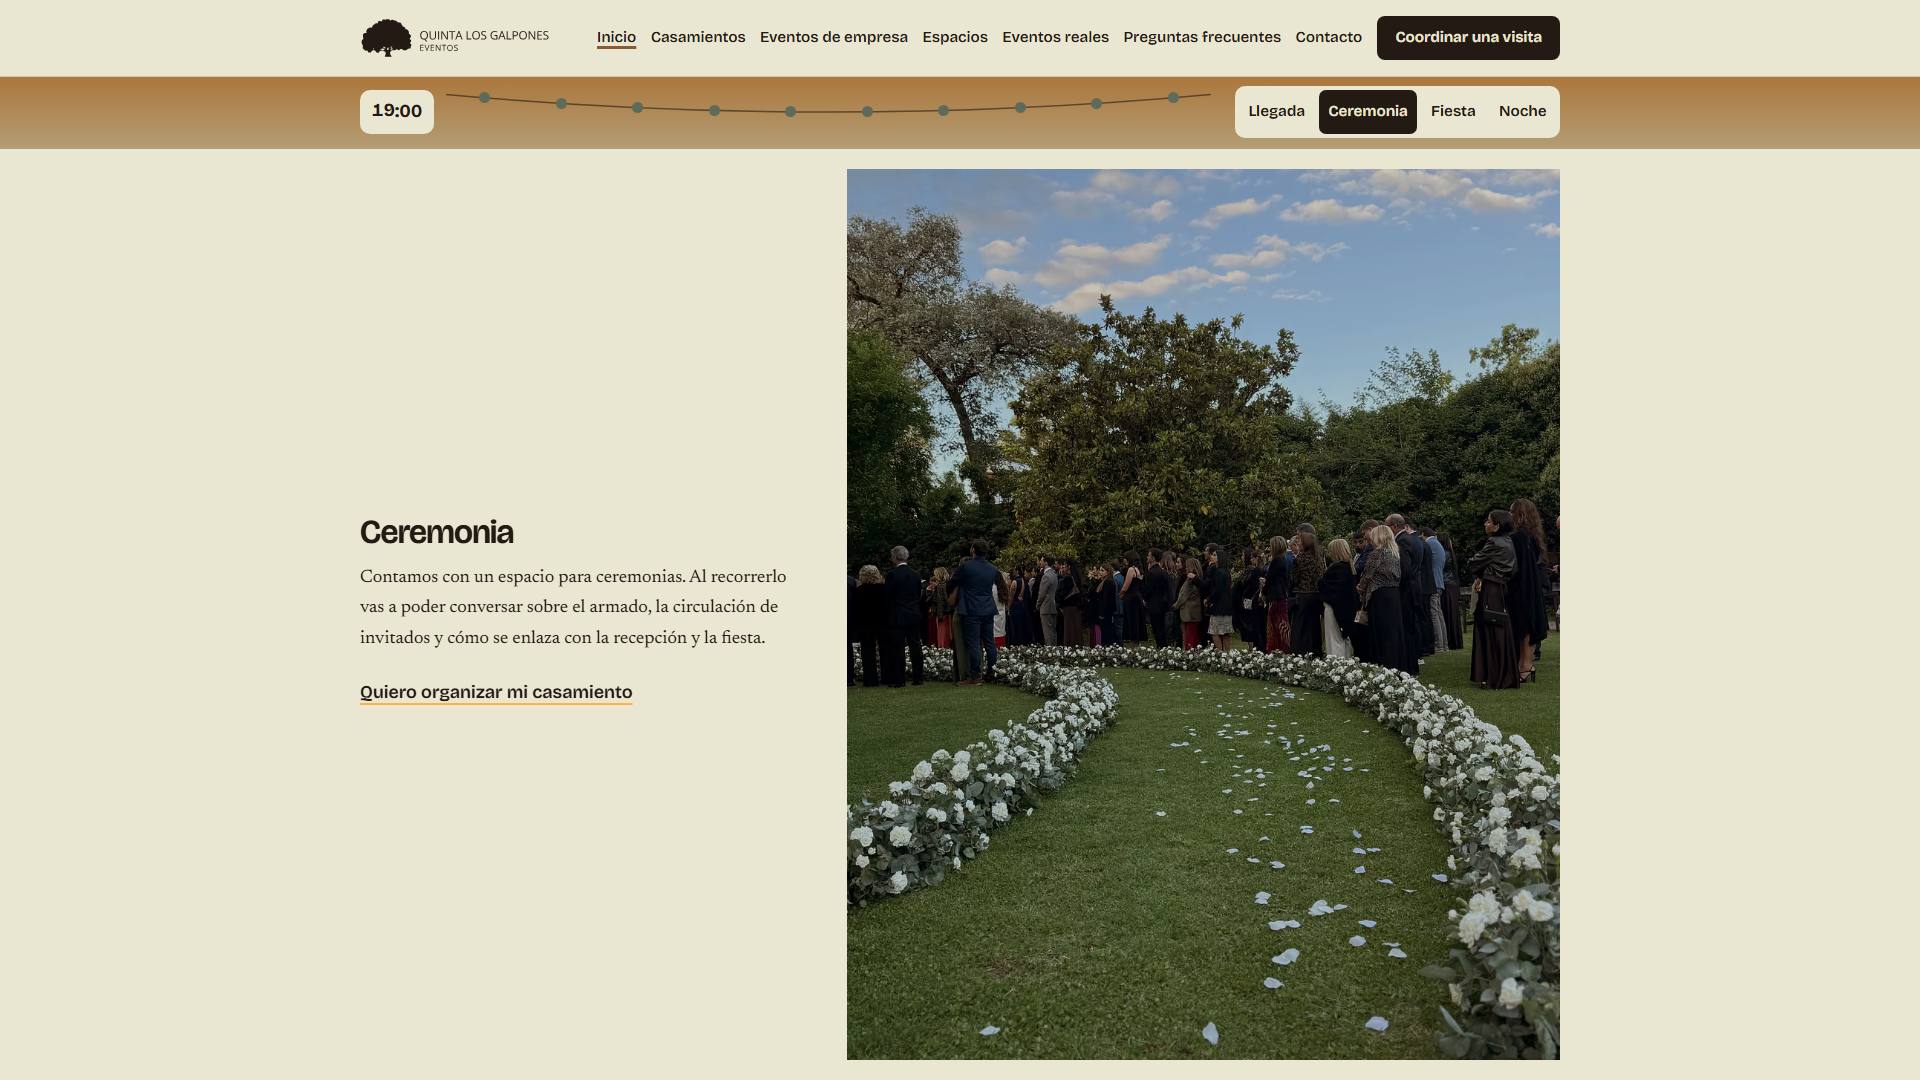 QUINTA LOS GALPONES
EVENTOS
Inicio
Casamientos
Eventos de empresa
Espacios
Eventos reales
Preguntas frecuentes
Contacto
Coordinar una visita
19:00
Llegada
Ceremonia
Fiesta
Noche
Ceremonia
Contamos con un espacio para ceremonias. Al recorrerlo
vas a poder conversar sobre el armado, la circulación de
invitados y cómo se enlaza con la recepción y la fiesta.
Quiero organizar mi casamiento